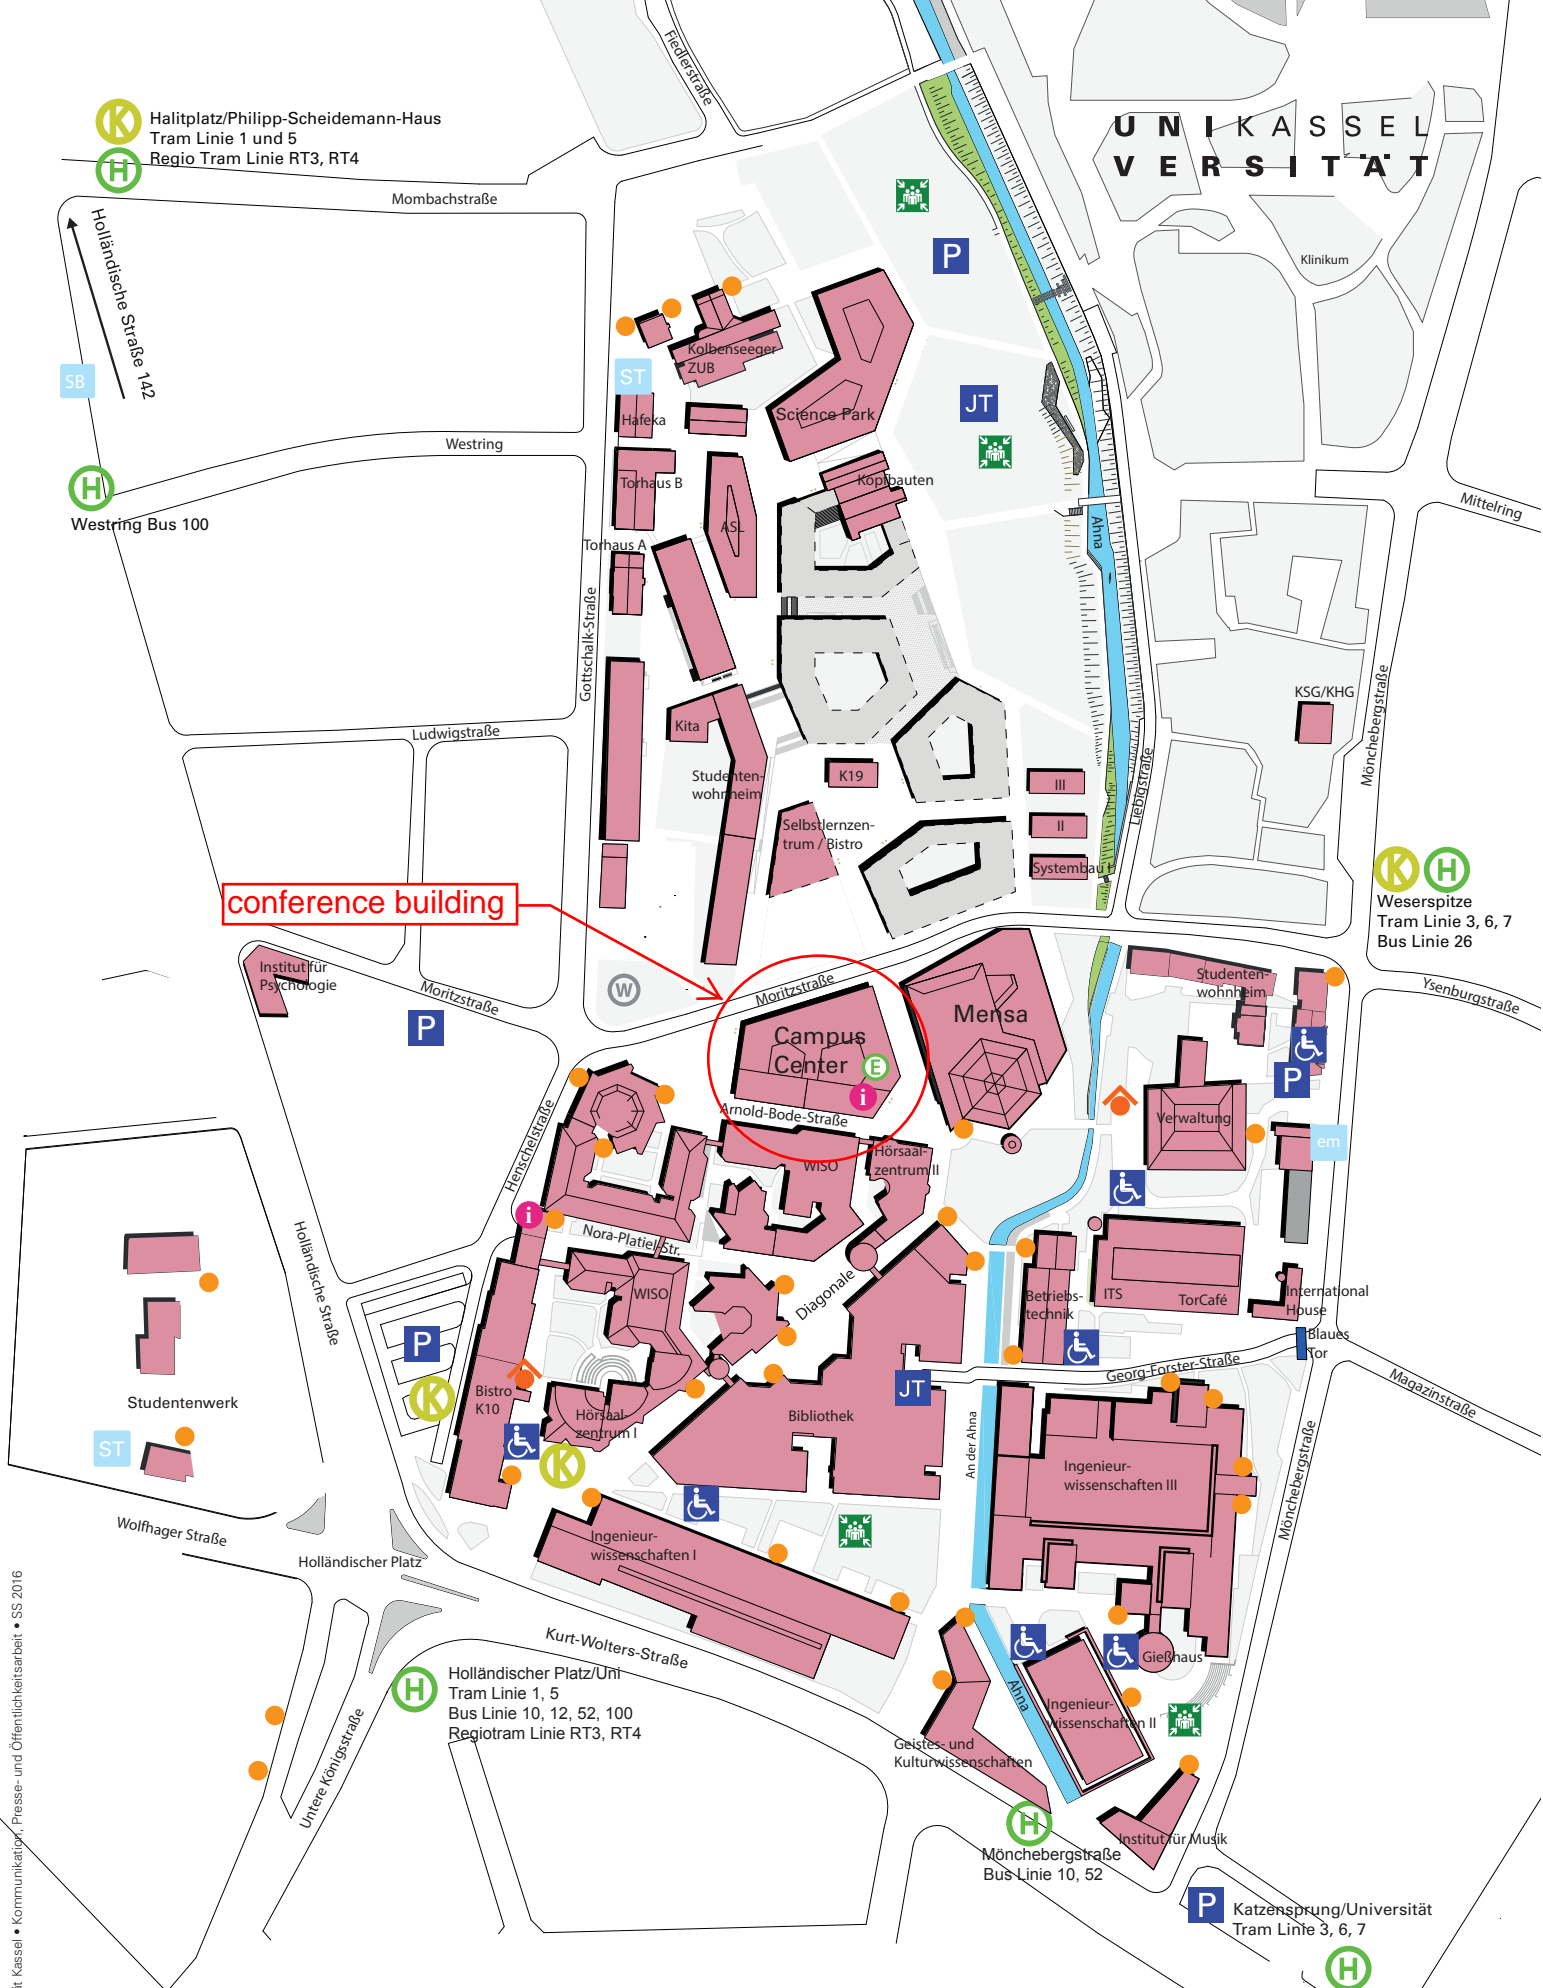 Fiedlerstraße
K
Halitplatz/Philipp-Scheidemann-Haus
Tram Linie 1 und 5
H
Regio Tram Linie RT3, RT4
UNIKASSEL
VERSITÄT
Mombachstraße
Holländische Straße 142
P
Klinikum
Kolbenseeger
ZUB
ST
SB
JT
Hafeka
Science Park
Westring
H
Westring Bus 100
Torhaus B
Kopfbauten
ASL
Mittelring
Ahna
Torhaus A
Gottschalk-Straße
KSG/KHG
Mönchebergstraße
Kita
Ludwigstraße
Studenten-
wohnheim
K19
III
Liebigstraße
Selbstlernzen-
trum / Bistro
II
Systembau I
K H
Weserspitze
Tram Linie 3, 6, 7
Bus Linie 26
conference building
Institut für
Psychologie
Moritzstraße
W
Moritzstraße
Studenten-
wohnheim
Ysenburgstraße
P
Mensa
Campus
Center
E
i
P
Arnold-Bode-Straße
Verwaltung
em
Henschelstraße
WISO
Hörsaal-
zentrum II
i
Nora-Platiel-Str.
Holländische Straße
WISO
Diagonale
Betriebs-
technik
ITS
TorCafé
International
House
Blaues
Tor
P
Georg-Forster-Straße
Magazinstraße
K
Bistro
K10
JT
Studentenwerk
Hörsaal-
zentrum I
Bibliothek
An der Ahna
ST
K
Ingenieur-
wissenschaften III
Mönchebergstraße
Wolfhager Straße
Ingenieur-
wissenschaften I
Holländischer Platz
Kurt-Wolters-Straße
Gießhaus
H
Holländischer Platz/Uni
Tram Linie 1, 5
Bus Linie 10, 12, 52, 100
Regiotram Linie RT3, RT4
Ahna
Ingenieur-
wissenschaften II
Untere Königsstraße
Geistes- und
Kulturwissenschaften
H
Institut für Musik
Mönchebergstraße
Bus Linie 10, 52
P
Katzensprung/Universität
Tram Linie 3, 6, 7
H
Kassel • Kommunikation, Presse- und Öffentlichkeitsarbeit • SS 2016